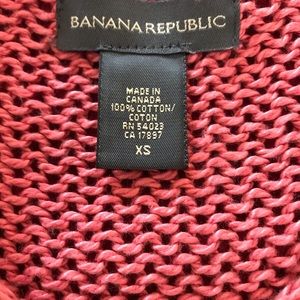 BANANA REPUBLIC
MADE IN
CANADA
100% COTTON/
COTON
RN 54023
CA 17897
XS